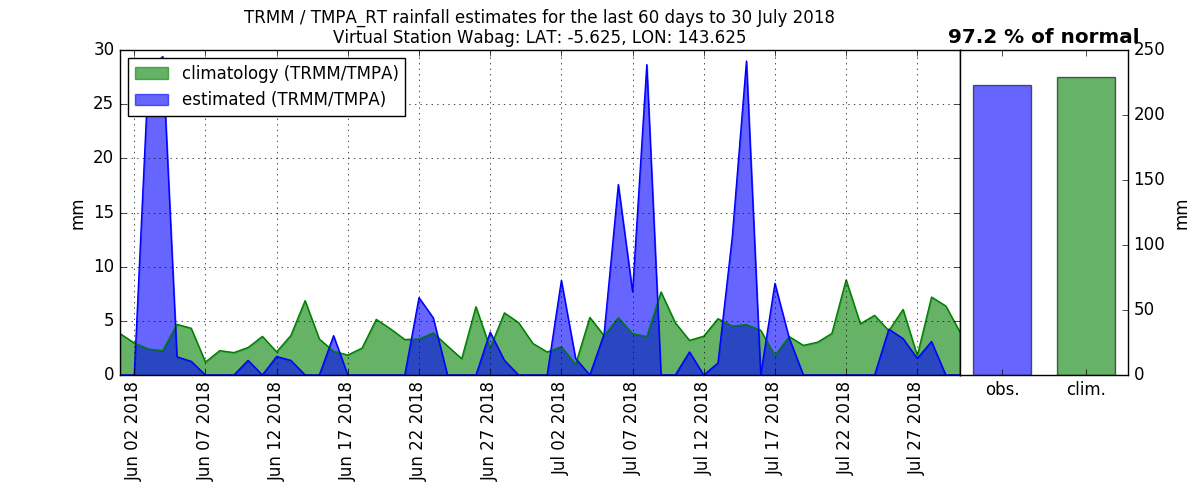 TRMM / TMPA_RT rainfall estimates for the last 60 days to 30 July 2018
Virtual Station Wabag: LAT: -5.625, LON: 143.625
97.2 % of normal
climatology (TRMM/TMPA)
estimated (TRMM/TMPA)
30
25
20
15
10
5
0
mm
Jun 02 2018
Jun 07 2018
Jun 12 2018
Jun 17 2018
Jun 22 2018
Jun 27 2018
Jul 02 2018
Jul 07 2018
Jul 12 2018
Jul 17 2018
Jul 22 2018
Jul 27 2018
250
200
150
100
50
0
mm
obs.
clim.